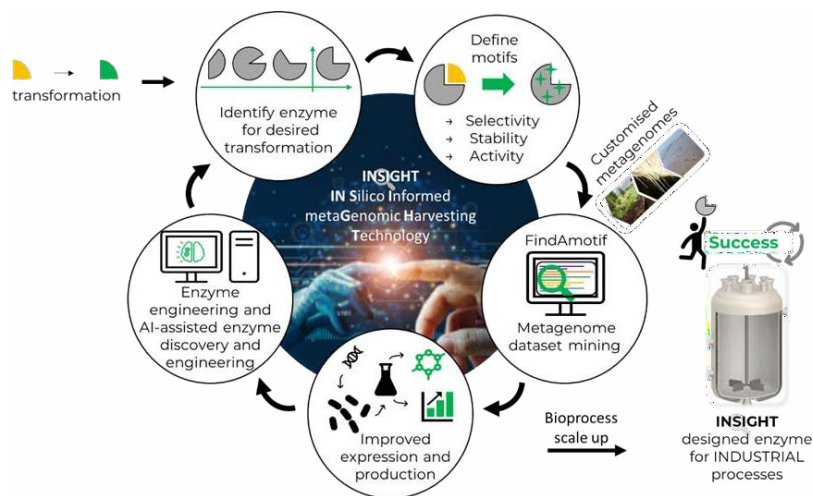 transformation
Identify enzyme
for desired
transformation
Define
motifs
→ Selectivity
→ Stability
→ Activity
Customised
metagenomes
INSIGHT
IN Silico Informed
metaGenomic Harvesting
Technology
FindAmotif
Metagenome
dataset mining
Success
Enzyme
engineering and
AI-assisted enzyme
discovery and
engineering
Improved
expression and
production
Bioprocess
scale up
INSIGHT
designed enzyme
for INDUSTRIAL
processes